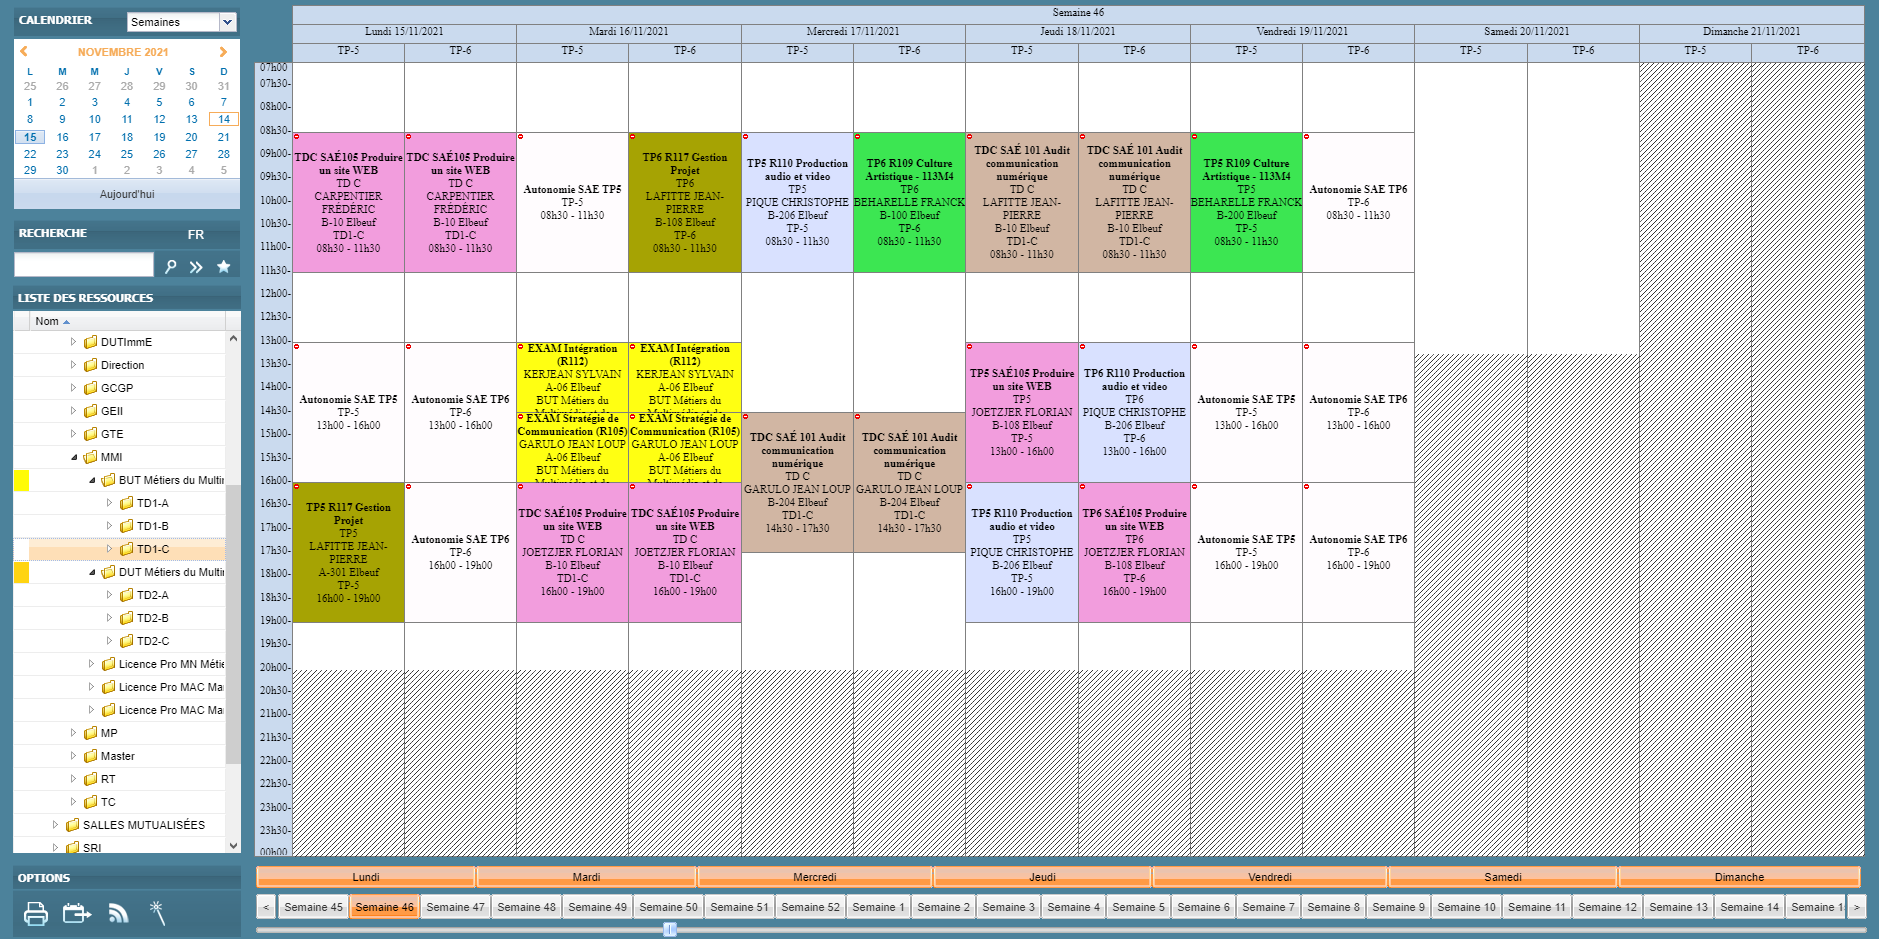 CALENDRIER
Semaines
NOVEMBRE 2021
L M M J V S D
25 26 27 28 29 30 31
1 2 3 4 5 6 7
8 9 10 11 12 13 14
15 16 17 18 19 20 21
22 23 24 25 26 27 28
29 30 1 2 3 4 5
Aujourd'hui
RECHERCHE FR
LISTE DES RESSOURCES
Nom
DUTImmE
Direction
GCGP
GEII
GTE
MMI
BUT Métiers du Multin
TD1-A
TD1-B
TD1-C
DUT Métiers du Multin
TD2-A
TD2-B
TD2-C
Licence Pro MN Métie
Licence Pro MAC Mar
Licence Pro MAC Mar
MP
Master
RT
TC
SALLES MUTUALISÉES
SRI
OPTIONS
Semaine 46
Lundi 15/11/2021 Mardi 16/11/2021 Mercredi 17/11/2021 Jeudi 18/11/2021 Vendredi 19/11/2021 Samedi 20/11/2021 Dimanche 21/11/2021
TP-5 TP-6 TP-5 TP-6 TP-5 TP-6 TP-5 TP-6 TP-5 TP-6 TP-5 TP-6 TP-5 TP-6
07h00
07h30-
08h00-
08h30-
09h00-
09h30-
10h00-
10h30-
11h00-
11h30-
12h00-
12h30-
13h00-
13h30-
14h00-
14h30-
15h00-
15h30-
16h00-
16h30-
17h00-
17h30-
18h00-
18h30-
19h00-
19h30-
20h00-
20h30-
21h00-
21h30-
22h00-
22h30-
23h00-
23h30-
00h00
TDC SAÉ105 Produire
un site WEB
TD C
CARPENTIER
FRÉDÉRIC
B-10 Elbeuf
TD1-C
08h30 - 11h30
TDC SAÉ105 Produire
un site WEB
TD C
CARPENTIER
FRÉDÉRIC
B-10 Elbeuf
TD1-C
08h30 - 11h30
Autonomie SAE TP5
TP-5
08h30 - 11h30
TP6 R117 Gestion
Projet
TP6
LAFITTE JEAN-
PIERRE
B-108 Elbeuf
TP-6
08h30 - 11h30
TP5 R110 Production
audio et video
TP5
PIQUE CHRISTOPHE
B-206 Elbeuf
TP-5
08h30 - 11h30
TP6 R109 Culture
Artistique - 113M4
TP6
BEHARELLE FRANCK
B-100 Elbeuf
TP-6
08h30 - 11h30
TDC SAÉ 101 Audit
communication
numérique
TD C
LAFITTE JEAN-
PIERRE
B-10 Elbeuf
TD1-C
08h30 - 11h30
TDC SAÉ 101 Audit
communication
numérique
TD C
LAFITTE JEAN-
PIERRE
B-10 Elbeuf
TD1-C
08h30 - 11h30
TP5 R109 Culture
Artistique - 113M4
TP5
BEHARELLE FRANCK
B-200 Elbeuf
TP-5
08h30 - 11h30
Autonomie SAE TP6
TP-6
08h30 - 11h30
Autonomie SAE TP5
TP-5
13h00 - 16h00
Autonomie SAE TP6
TP-6
13h00 - 16h00
EXAM Intégration
(R112)
KERJEAN SYLVAIN
A-06 Elbeuf
BUT Métiers du
Multimédia et de
EXAM Intégration
(R112)
KERJEAN SYLVAIN
A-06 Elbeuf
BUT Métiers du
Multimédia et de
EXAM Stratégie de
Communication (R105)
GARULO JEAN LOUP
A-06 Elbeuf
BUT Métiers du
Multimédia et de
EXAM Stratégie de
Communication (R105)
GARULO JEAN LOUP
A-06 Elbeuf
BUT Métiers du
Multimédia et de
TDC SAÉ 101 Audit
communication
numérique
TD C
GARULO JEAN LOUP
B-204 Elbeuf
TD1-C
14h30 - 17h30
TDC SAÉ 101 Audit
communication
numérique
TD C
GARULO JEAN LOUP
B-204 Elbeuf
TD1-C
14h30 - 17h30
TP5 SAÉ105 Produire
un site WEB
TP5
JOETZJER FLORIAN
B-108 Elbeuf
TP-5
13h00 - 16h00
TP6 R110 Production
audio et video
TP6
PIQUE CHRISTOPHE
B-206 Elbeuf
TP-6
13h00 - 16h00
Autonomie SAE TP5
TP-5
13h00 - 16h00
Autonomie SAE TP6
TP-6
13h00 - 16h00
TP5 R117 Gestion
Projet
TP5
LAFITTE JEAN-
PIERRE
A-301 Elbeuf
TP-5
16h00 - 19h00
Autonomie SAE TP6
TP-6
16h00 - 19h00
TDC SAÉ105 Produire
un site WEB
TD C
JOETZJER FLORIAN
B-10 Elbeuf
TD1-C
16h00 - 19h00
TDC SAÉ105 Produire
un site WEB
TD C
JOETZJER FLORIAN
B-10 Elbeuf
TD1-C
16h00 - 19h00
TP5 R110 Production
audio et video
TP5
PIQUE CHRISTOPHE
B-206 Elbeuf
TP-5
16h00 - 19h00
TP6 SAÉ105 Produire
un site WEB
TP6
JOETZJER FLORIAN
B-108 Elbeuf
TP-6
16h00 - 19h00
Autonomie SAE TP5
TP-5
16h00 - 19h00
Autonomie SAE TP6
TP-6
16h00 - 19h00
Lundi Mardi Mercredi Jeudi Vendredi Samedi Dimanche
< Semaine 45 Semaine 46 Semaine 47 Semaine 48 Semaine 49 Semaine 50 Semaine 51 Semaine 52 Semaine 1 Semaine 2 Semaine 3 Semaine 4 Semaine 5 Semaine 6 Semaine 7 Semaine 8 Semaine 9 Semaine 10 Semaine 11 Semaine 12 Semaine 13 Semaine 14 Semaine 1 >